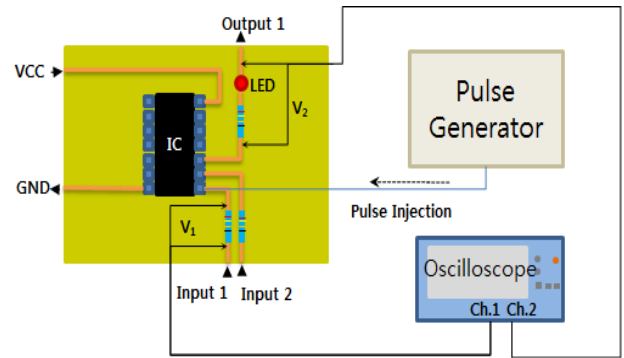 Output 1
VCC
LED
V2
IC
Pulse
Generator
GND
V1
Pulse Injection
Input 1
Input 2
Oscilloscope
Ch.1 Ch.2